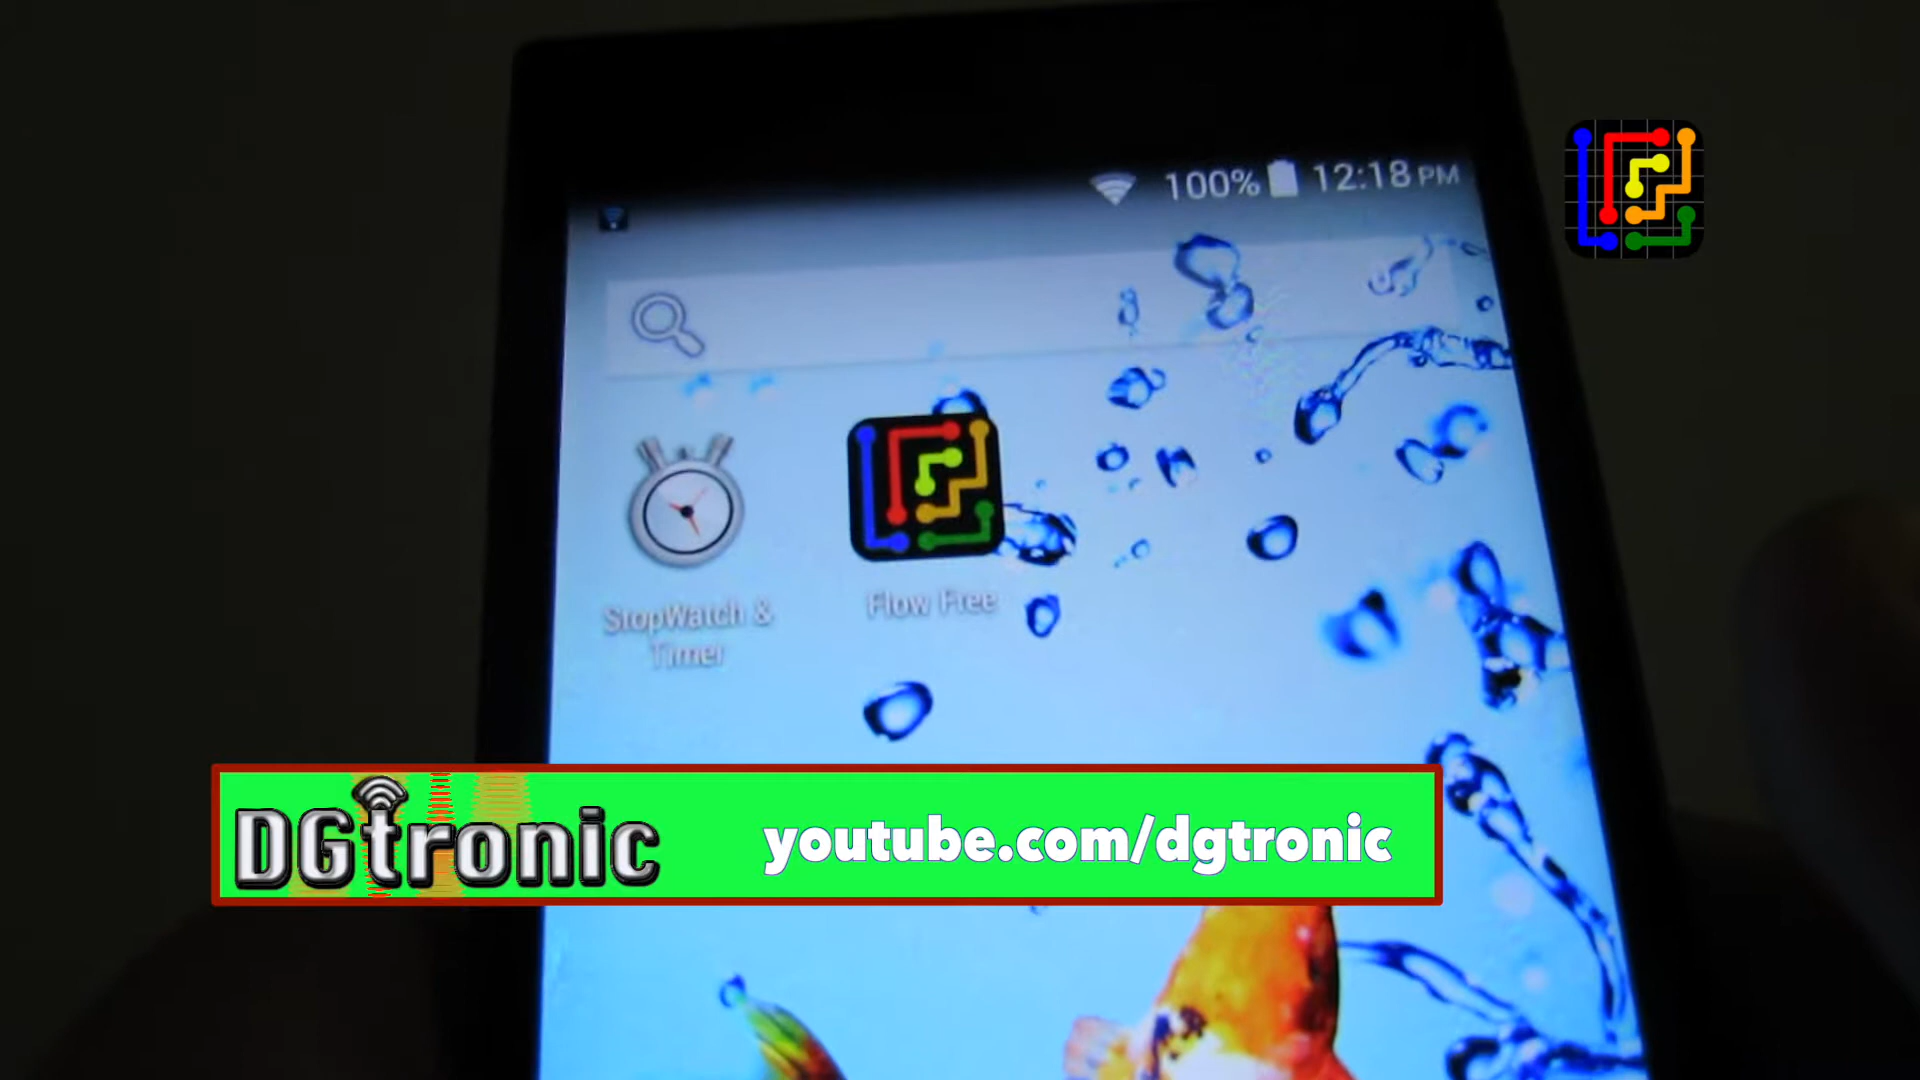 100% 12:18 PM
StopWatch &
Timer
Flow Free
DGtronic
youtube.com/dgtronic